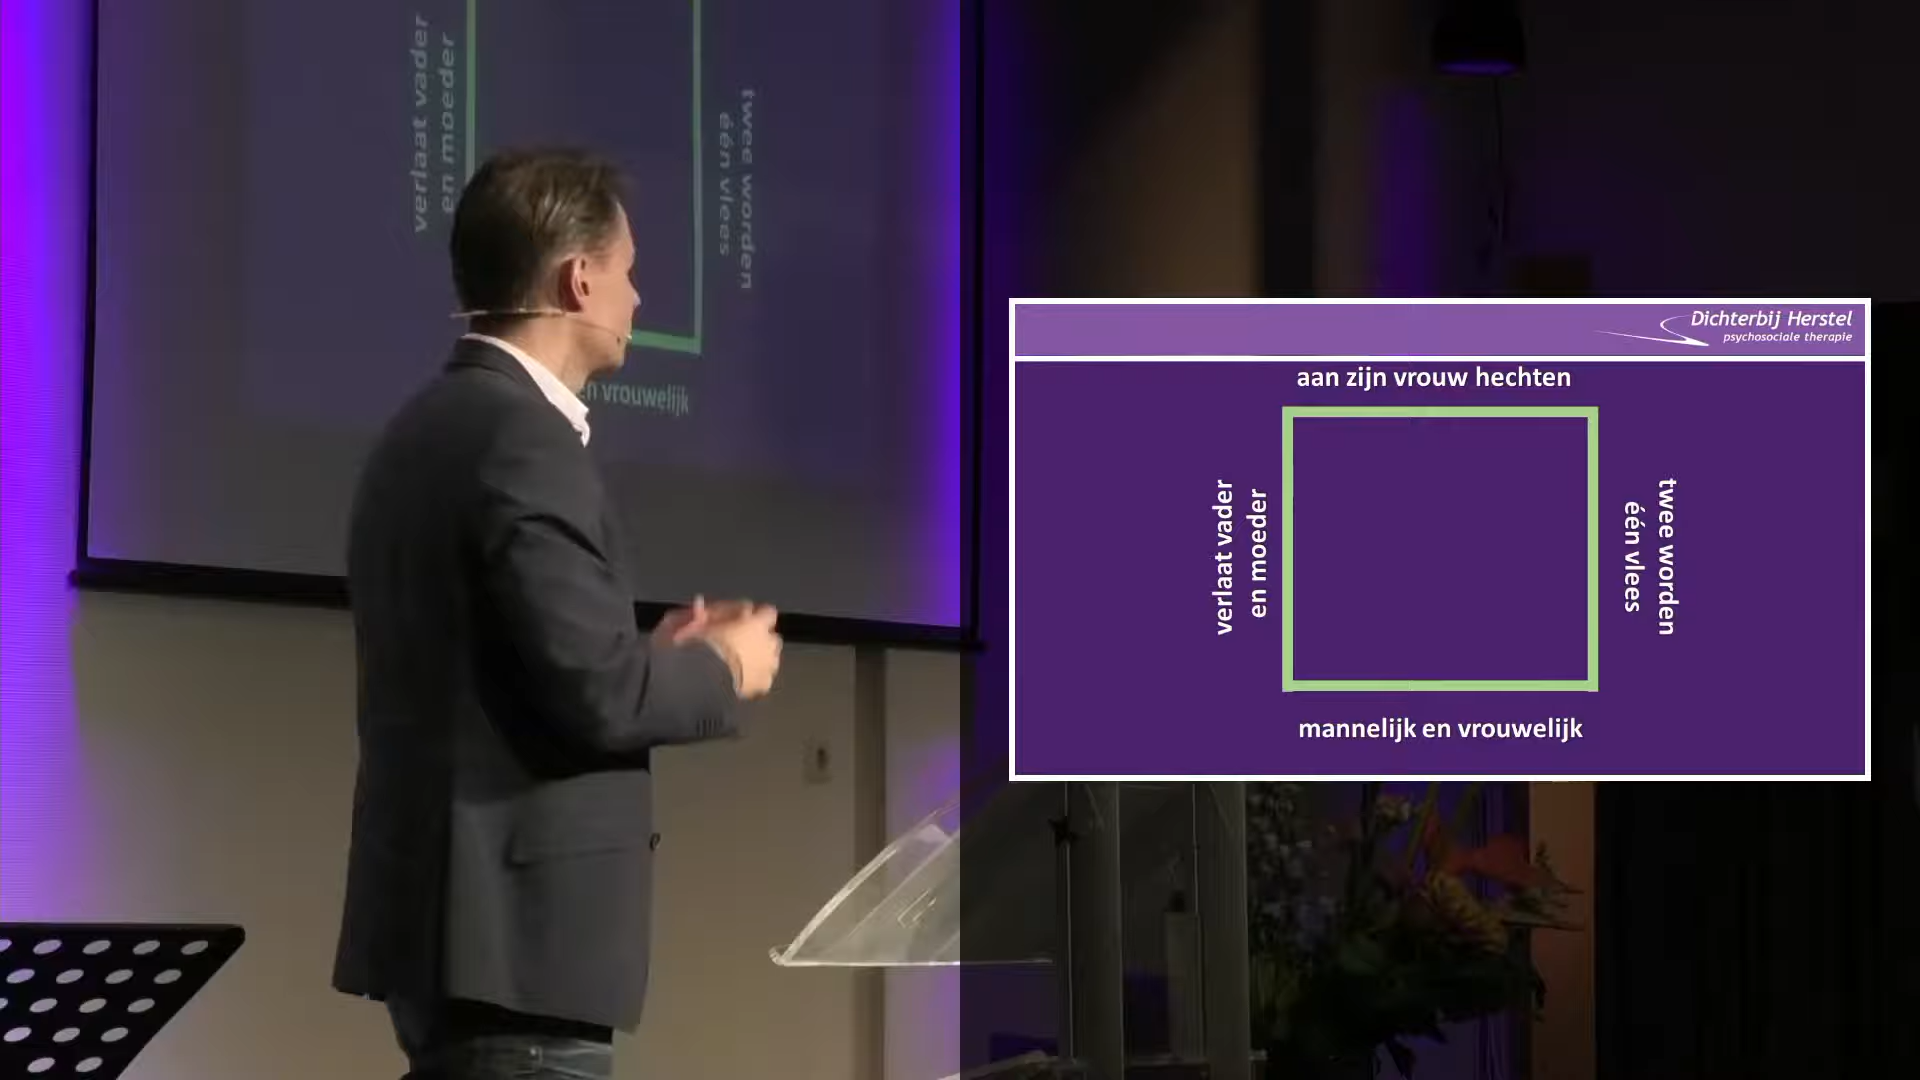 verlaat vader
en moeder
twee worden
één vlees
en vrouwelijk
Dichterbij Herstel
psychosociale therapie
aan zijn vrouw hechten
verlaat vader
en moeder
twee worden
één vlees
mannelijk en vrouwelijk